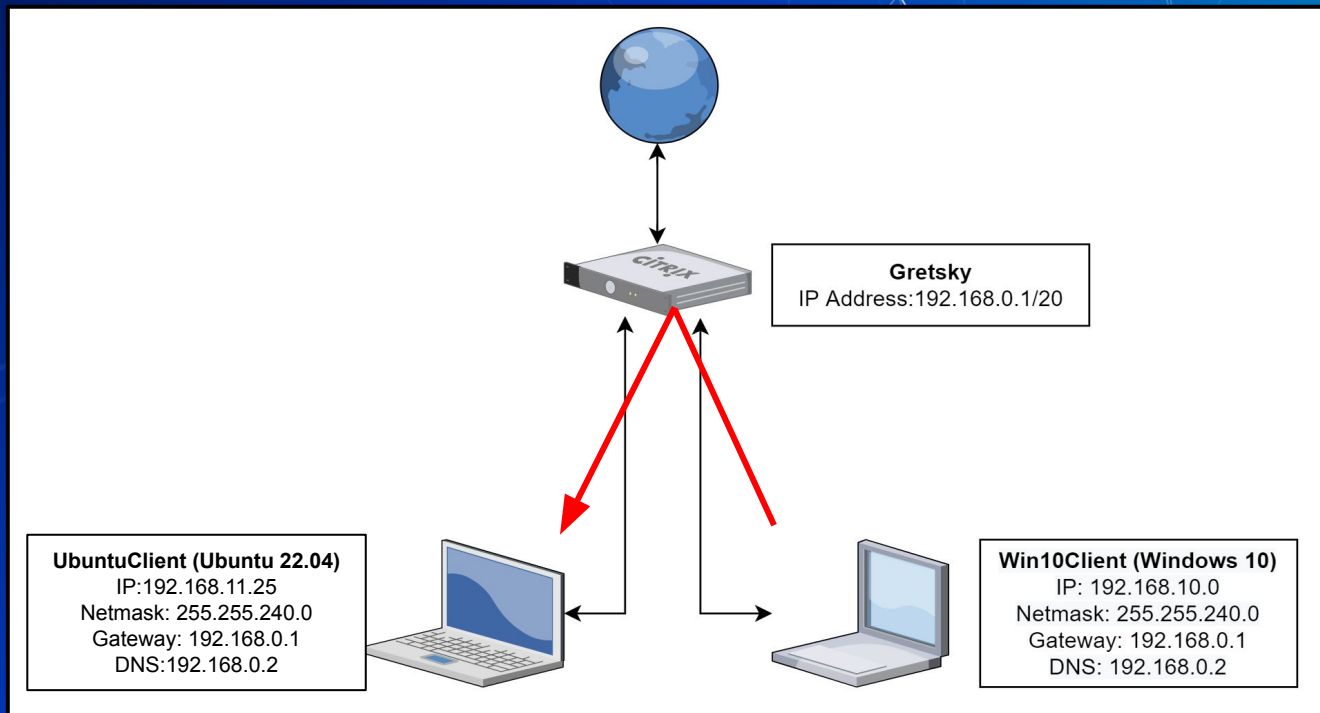 CİTRIX
Gretsky
IP Address:192.168.0.1/20
UbuntuClient (Ubuntu 22.04)
IP:192.168.11.25
Netmask: 255.255.240.0
Gateway: 192.168.0.1
DNS:192.168.0.2
Win10Client (Windows 10)
IP: 192.168.10.0
Netmask: 255.255.240.0
Gateway: 192.168.0.1
DNS: 192.168.0.2